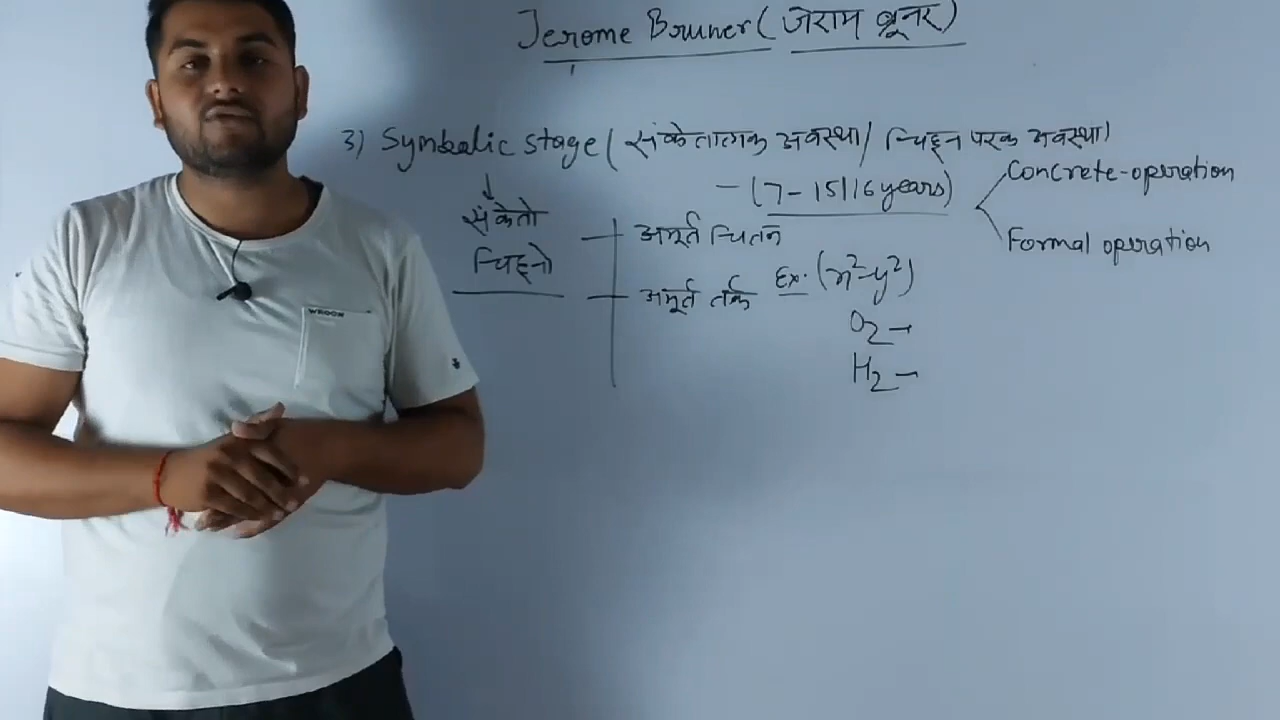 Jerome Bruner ( जेराम ब्रूनर )
3) Symbolic stage ( संकेतात्मक अवस्था / चिह्न परक अवस्था )
- (7 - 15/16 years)
Concrete-operation
Formal operation
संकेतो
चिह्नो
अमूर्त चिंतन
अमूर्त तर्क Ex. (x²-y²)
O₂ →
H₂ →
WROGN